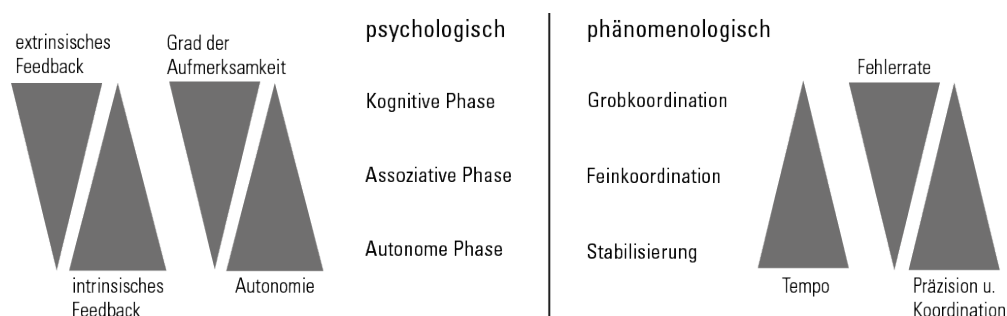 extrinsisches
Feedback
Grad der
Aufmerksamkeit
intrinsisches
Feedback
Autonomie
psychologisch
Kognitive Phase
Assoziative Phase
Autonome Phase
phänomenologisch
Grobkoordination
Feinkoordination
Stabilisierung
Fehlerrate
Tempo
Präzision u.
Koordination